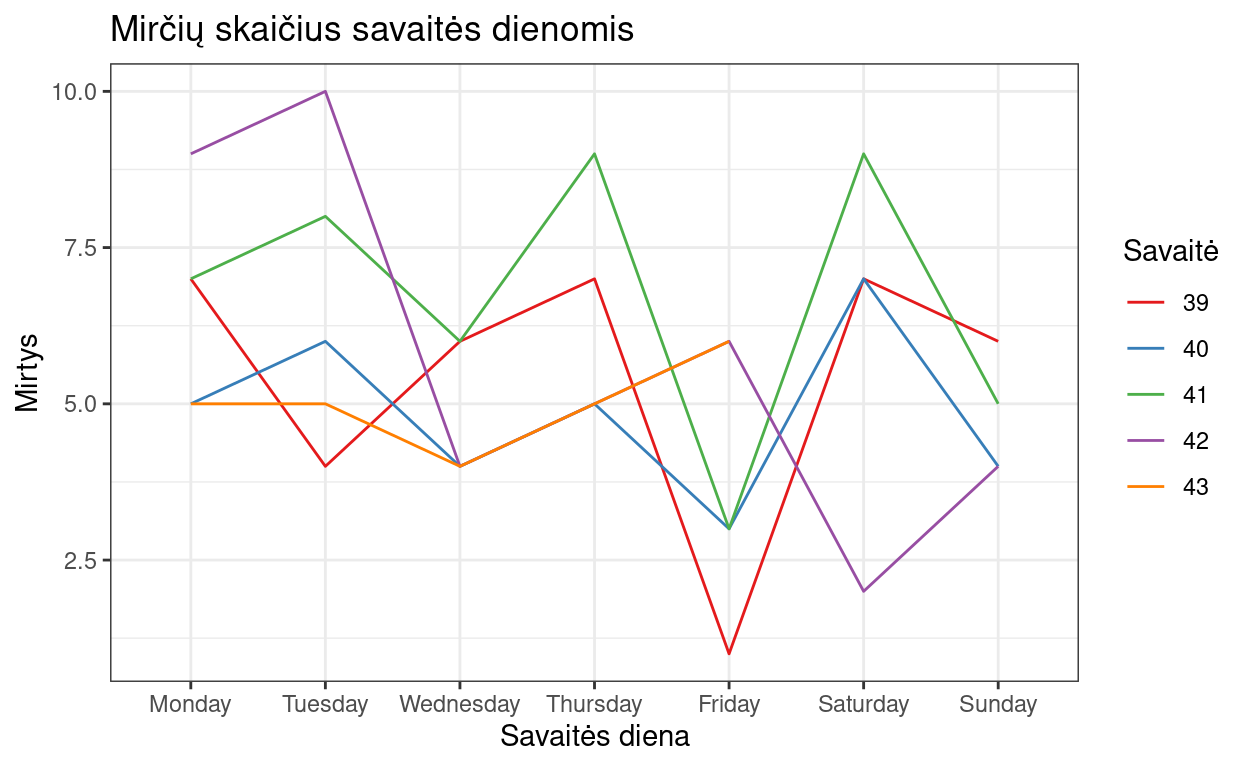 Mirčių skaičius savaitės dienomis
10.0
7.5
5.0
2.5
Mirtys
Monday Tuesday Wednesday Thursday Friday Saturday Sunday
Savaitės diena
Savaitė
39
40
41
42
43